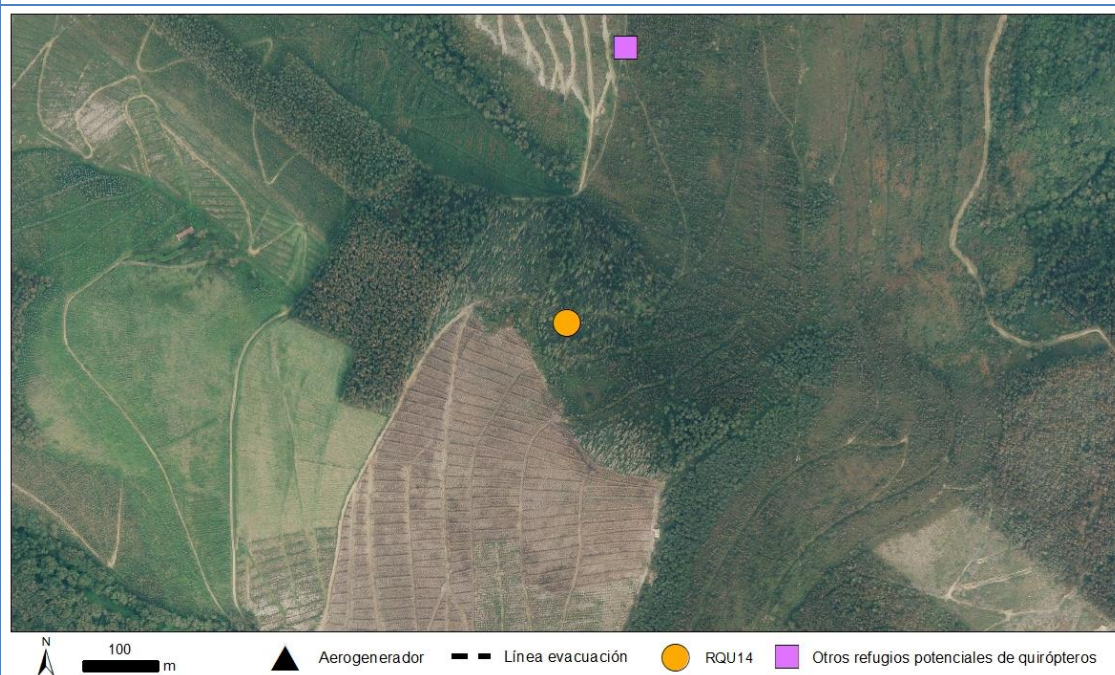 N
100
m
Aerogenerador
Línea evacuación
RQU14
Otros refugios potenciales de quirópteros